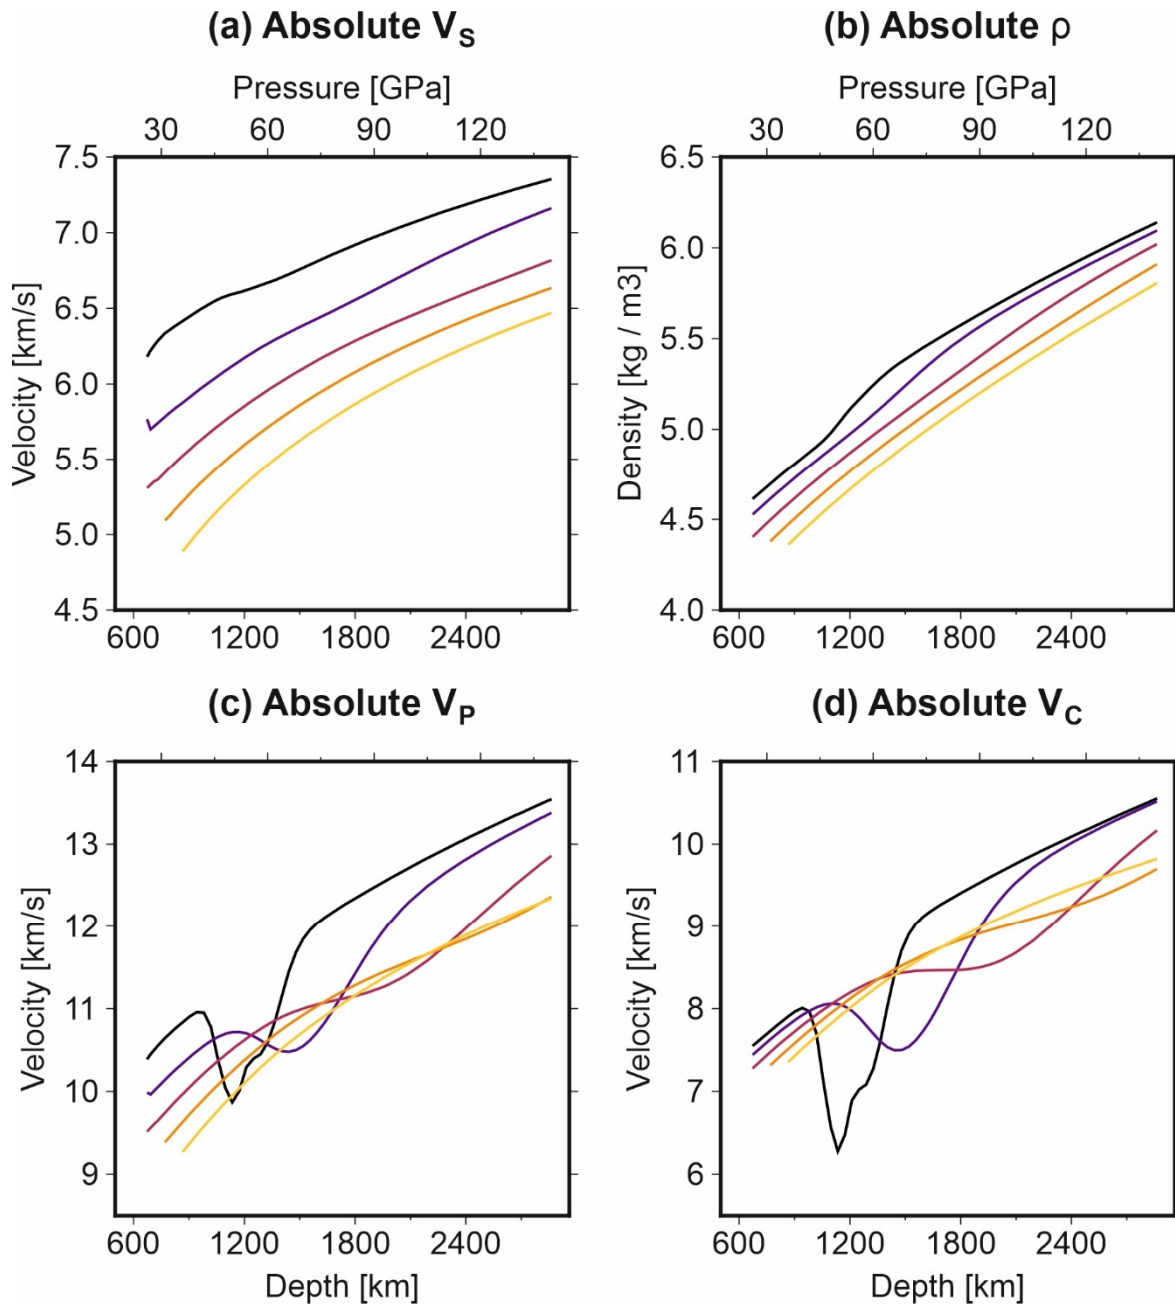 (a) Absolute VS
(b) Absolute ρ
Pressure [GPa]
Pressure [GPa]
30 60 90 120
30 60 90 120
Velocity [km/s]
7.5
7.0
6.5
6.0
5.5
5.0
4.5
600 1200 1800 2400
Density [kg / m3]
6.5
6.0
5.5
5.0
4.5
4.0
600 1200 1800 2400
(c) Absolute VP
(d) Absolute VC
Velocity [km/s]
14
13
12
11
10
9
600 1200 1800 2400
Depth [km]
Velocity [km/s]
11
10
9
8
7
6
600 1200 1800 2400
Depth [km]